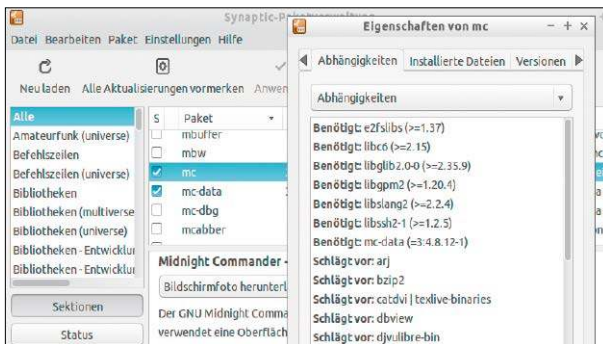 Synaptic-Paketverwaltung
Datei Bearbeiten Paket Einstellungen Hilfe
Neu laden Alle Aktualisierungen vormerken
Alle
Amateurfunk (universe)
Befehlszeilen
Befehlszeilen (universe)
Bibliotheken
Bibliotheken (multiverse
Bibliotheken (universe)
Bibliotheken - Entwicklur
Bibliotheken - Entwicklur
Sektionen
Status
S Paket
mbuffer
mbw
mc
mc-data
mc-dbg
mcabber
Midnight Commander -
Bildschirmfoto herunterl
Der GNU Midnight Comma
verwendet eine Oberfläch
Eigenschaften von mc
Abhängigkeiten Installierte Dateien Versionen
Abhängigkeiten
Benötigt: e2fslibs (>=1.37)
Benötigt: libc6 (>=2.15)
Benötigt: libglib2.0-0 (>=2.35.9)
Benötigt: libgpm2 (>=1.20.4)
Benötigt: libslang2 (>=2.2.4)
Benötigt: libssh2-1 (>=1.2.5)
Benötigt: mc-data (=3:4.8.12-1)
Schlägt vor: arj
Schlägt vor: bzip2
Schlägt vor: catdvi | texlive-binaries
Schlägt vor: dbview
Schlägt vor: djvulibre-bin